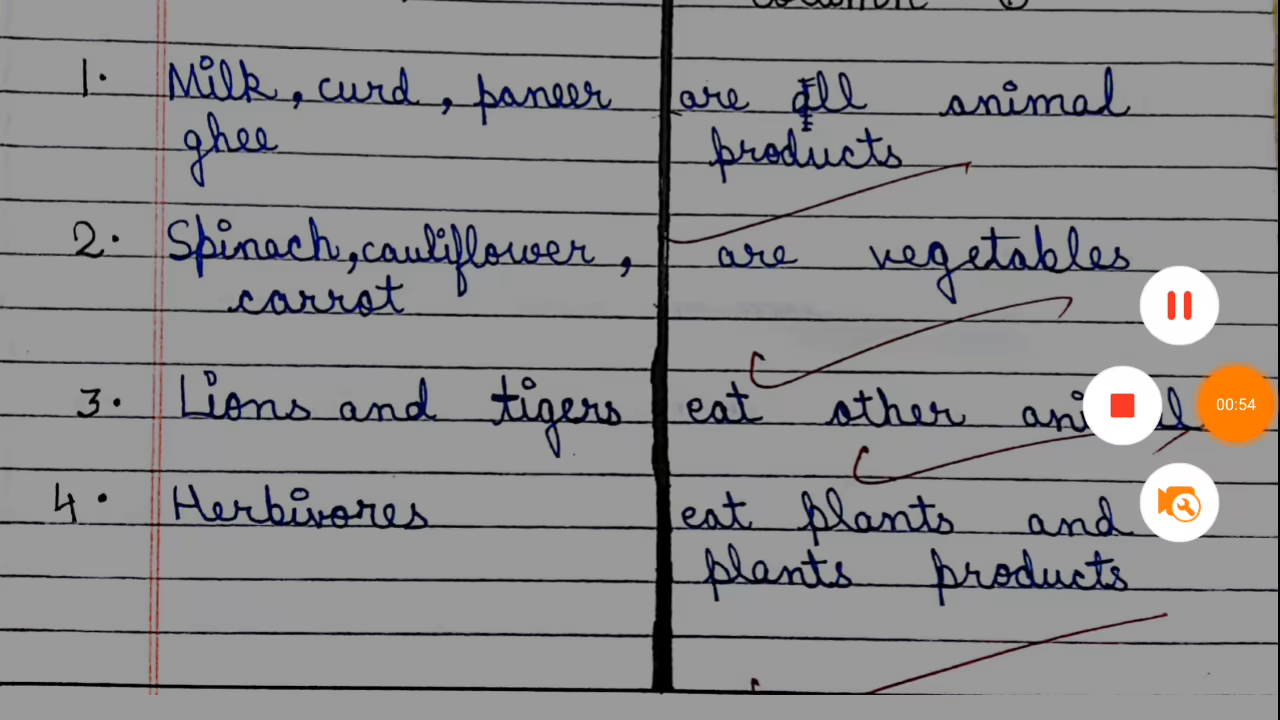 1. Milk, curd, paneer are all animal
ghee products
2. Spinach, cauliflower, are vegetables
carrot
3. Lions and tigers eat other
4. Herbivores eat plants and
plants products
00:54